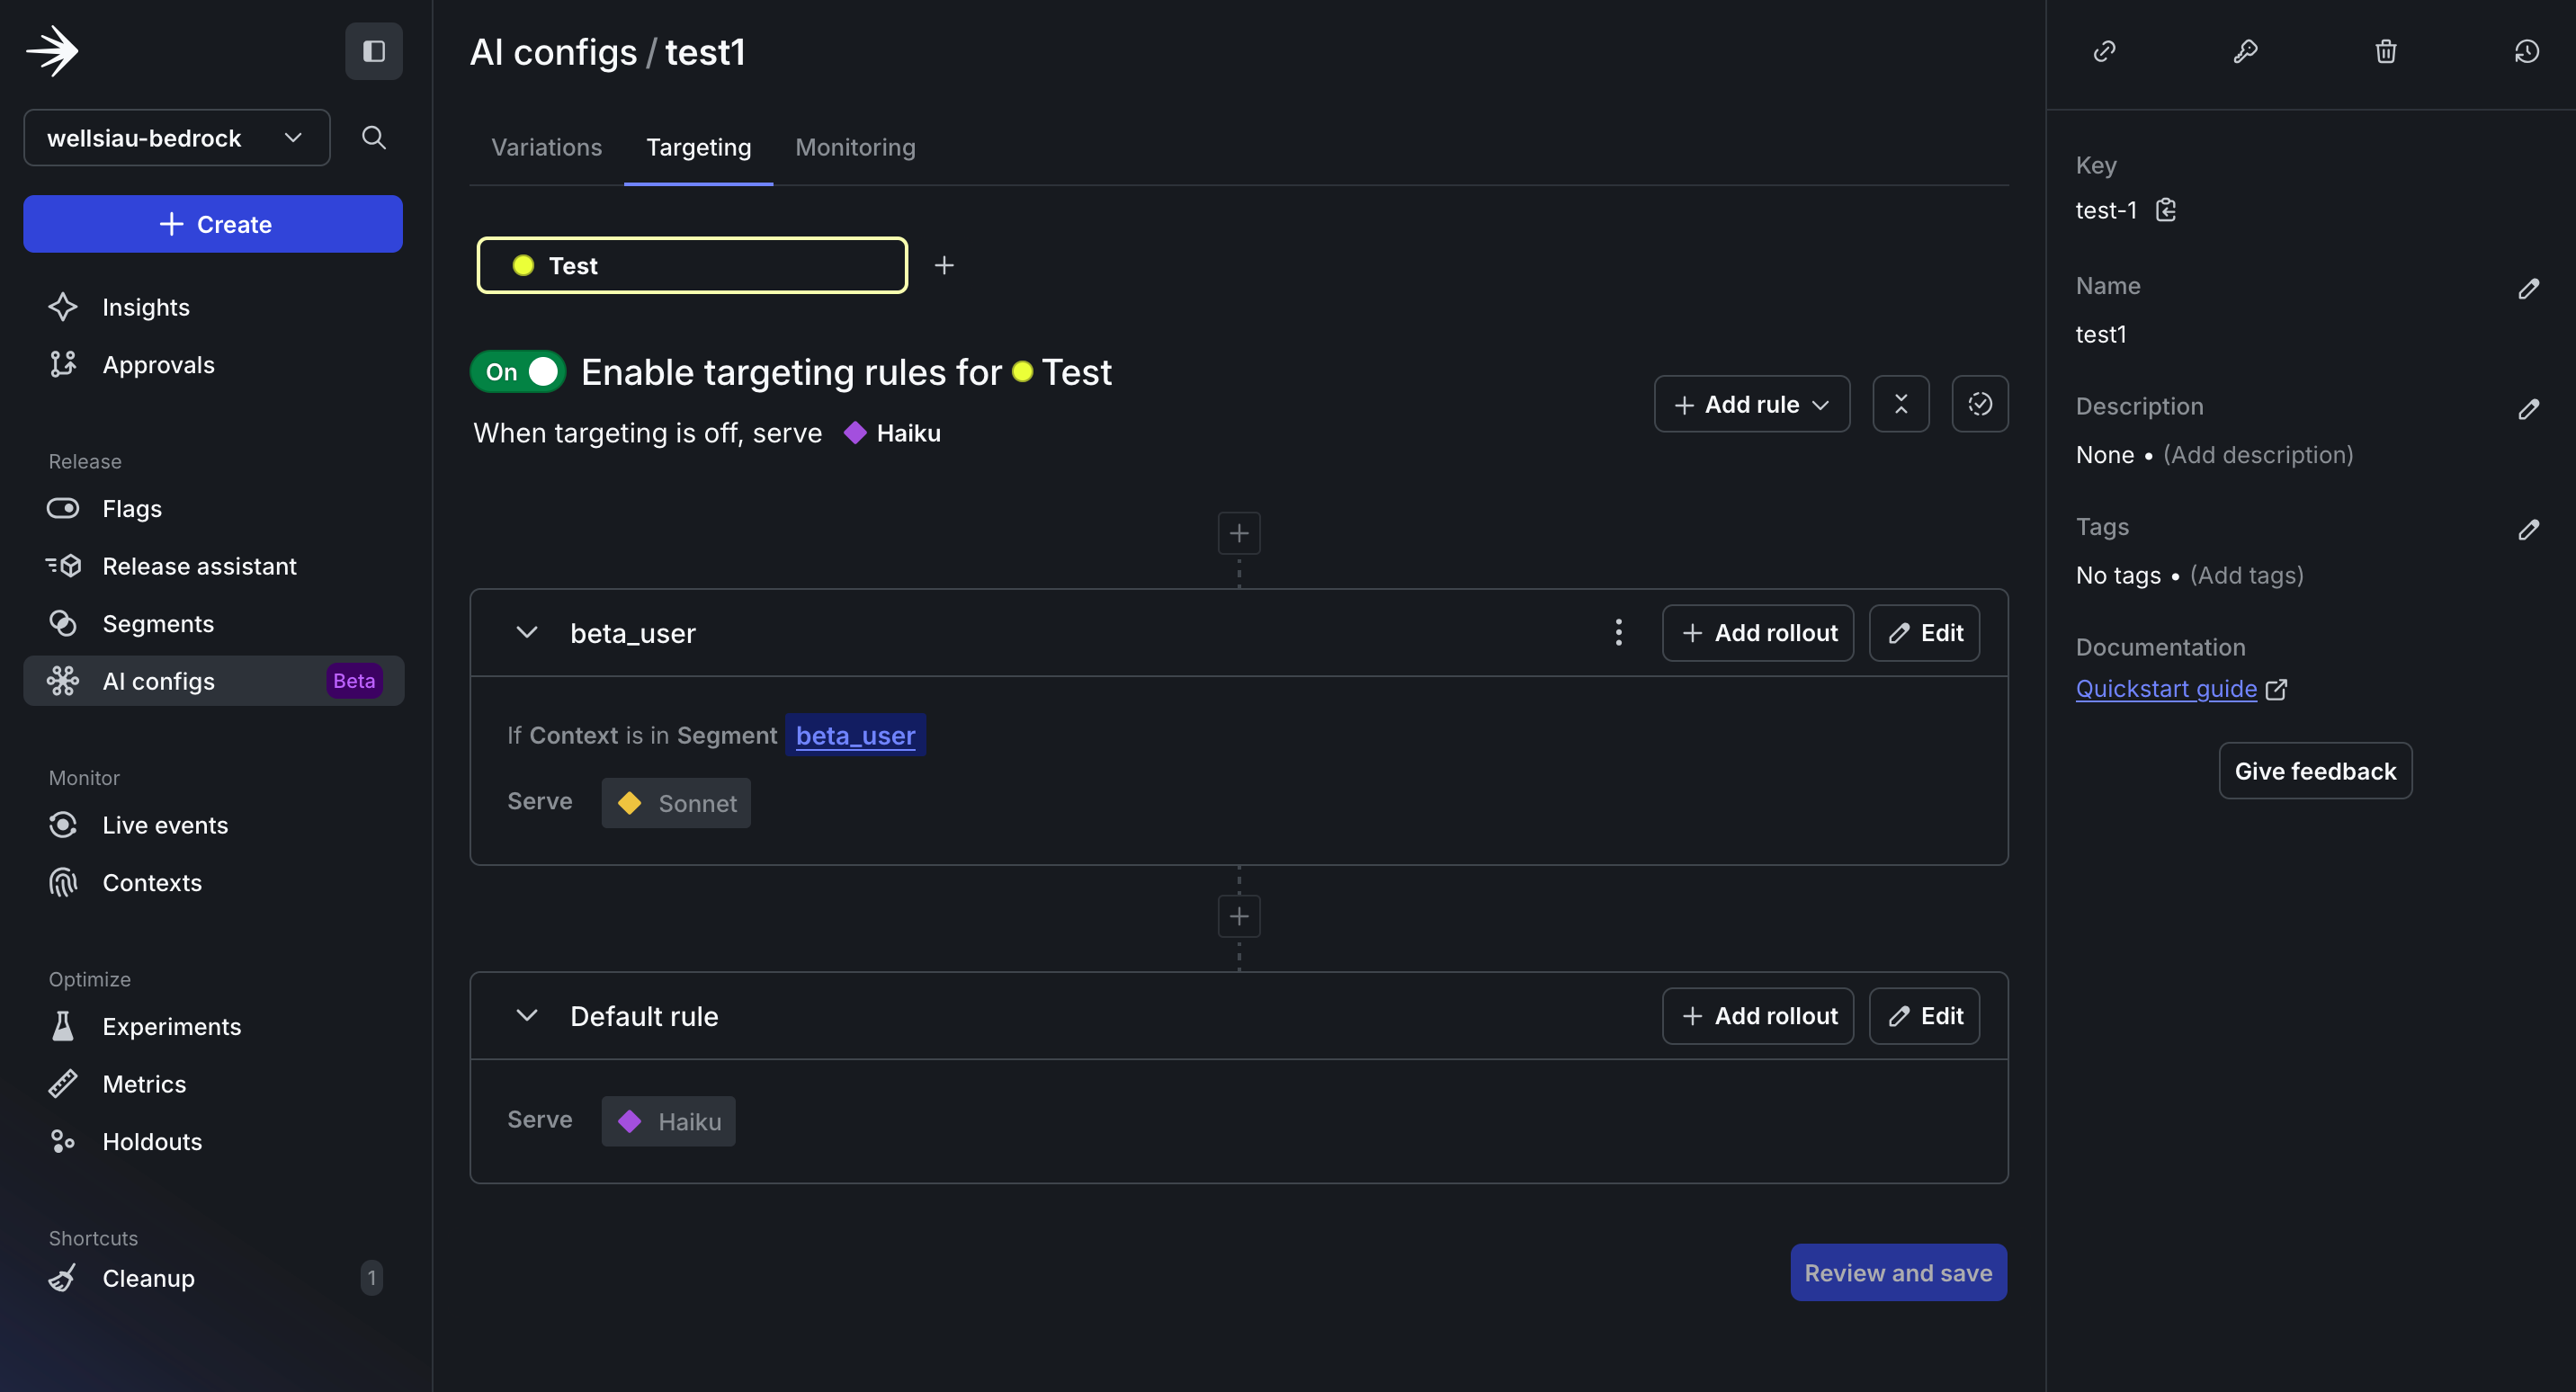 wellsiau-bedrock
Create
Insights
Approvals
Release
Flags
Release assistant
Segments
AI configs Beta
Monitor
Live events
Contexts
Optimize
Experiments
Metrics
Holdouts
Shortcuts
Cleanup 1
AI configs / test1
Variations Targeting Monitoring
Test
On Enable targeting rules for Test
When targeting is off, serve Haiku
Add rule
beta_user
Add rollout Edit
If Context is in Segment beta_user
Serve Sonnet
Default rule
Add rollout Edit
Serve Haiku
Review and save
Key
test-1
Name
test1
Description
None • (Add description)
Tags
No tags • (Add tags)
Documentation
Quickstart guide
Give feedback